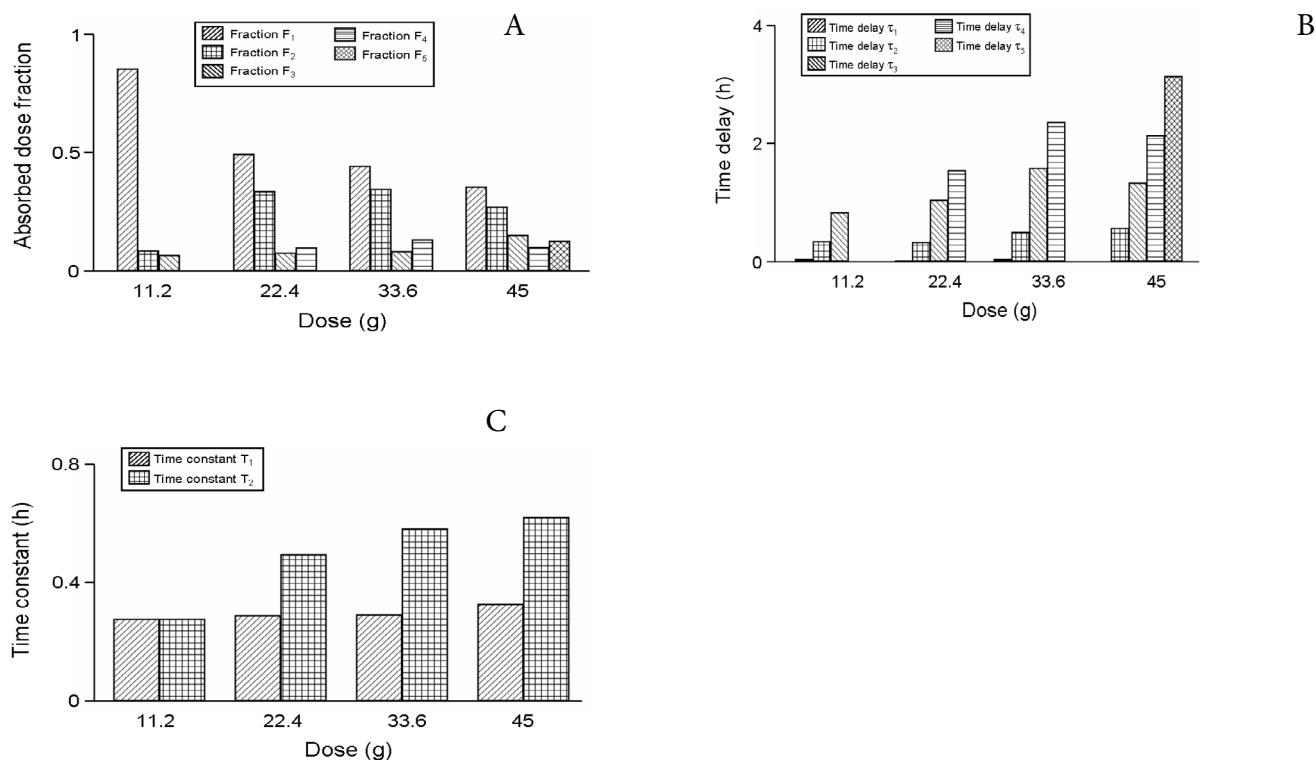 A
Fraction F1
Fraction F2
Fraction F3
Fraction F4
Fraction F5
1
0.5
0
Absorbed dose fraction
11.2 22.4 33.6 45
Dose (g)
B
Time delay τ1
Time delay τ2
Time delay τ3
Time delay τ4
Time delay τ5
4
2
0
Time delay (h)
11.2 22.4 33.6 45
Dose (g)
C
Time constant T1
Time constant T2
0.8
0.4
0
Time constant (h)
11.2 22.4 33.6 45
Dose (g)